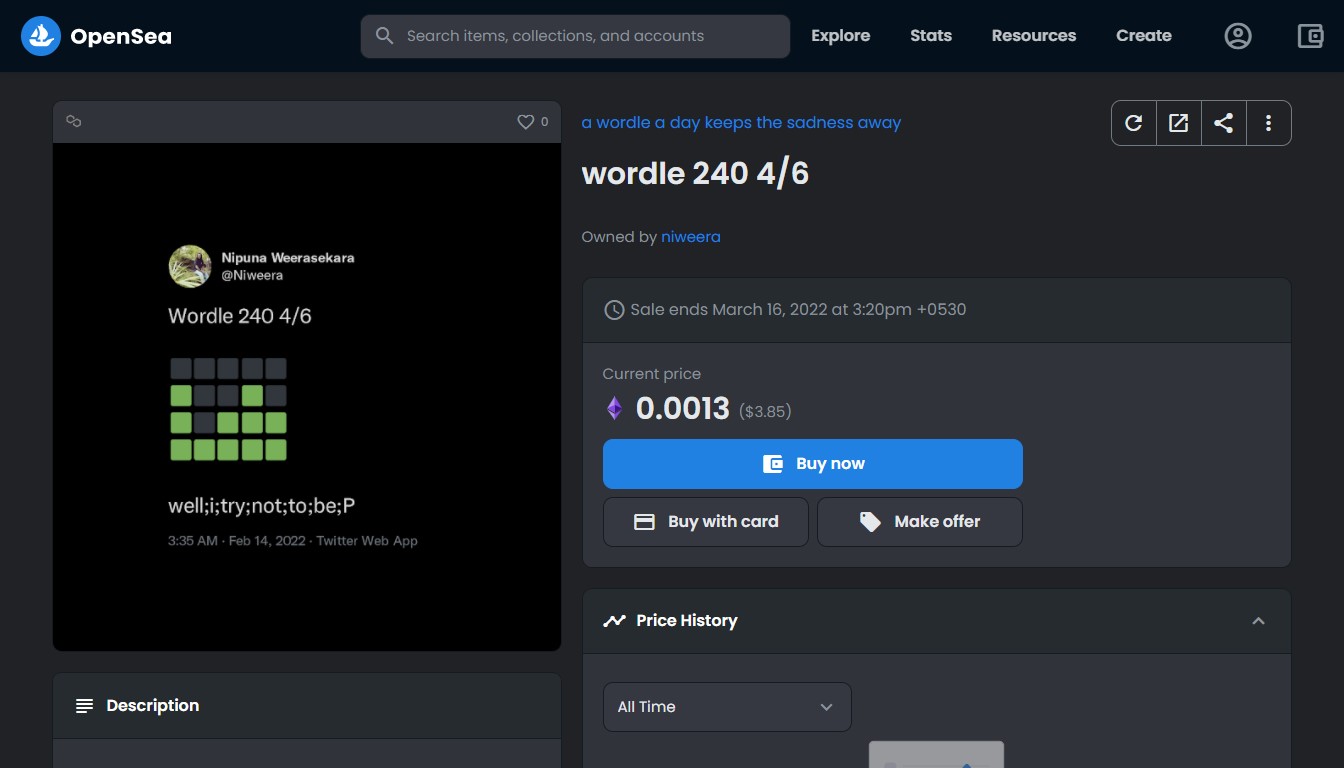 OpenSea
Search items, collections, and accounts
Explore
Stats
Resources
Create
0
Nipuna Weerasekara
@Niweera
Wordle 240 4/6
well;i;try;not;to;be;P
3:35 AM · Feb 14, 2022 · Twitter Web App
Description
a wordle a day keeps the sadness away
wordle 240 4/6
Owned by niweera
Sale ends March 16, 2022 at 3:20pm +0530
Current price
0.0013 ($3.85)
Buy now
Buy with card
Make offer
Price History
All Time